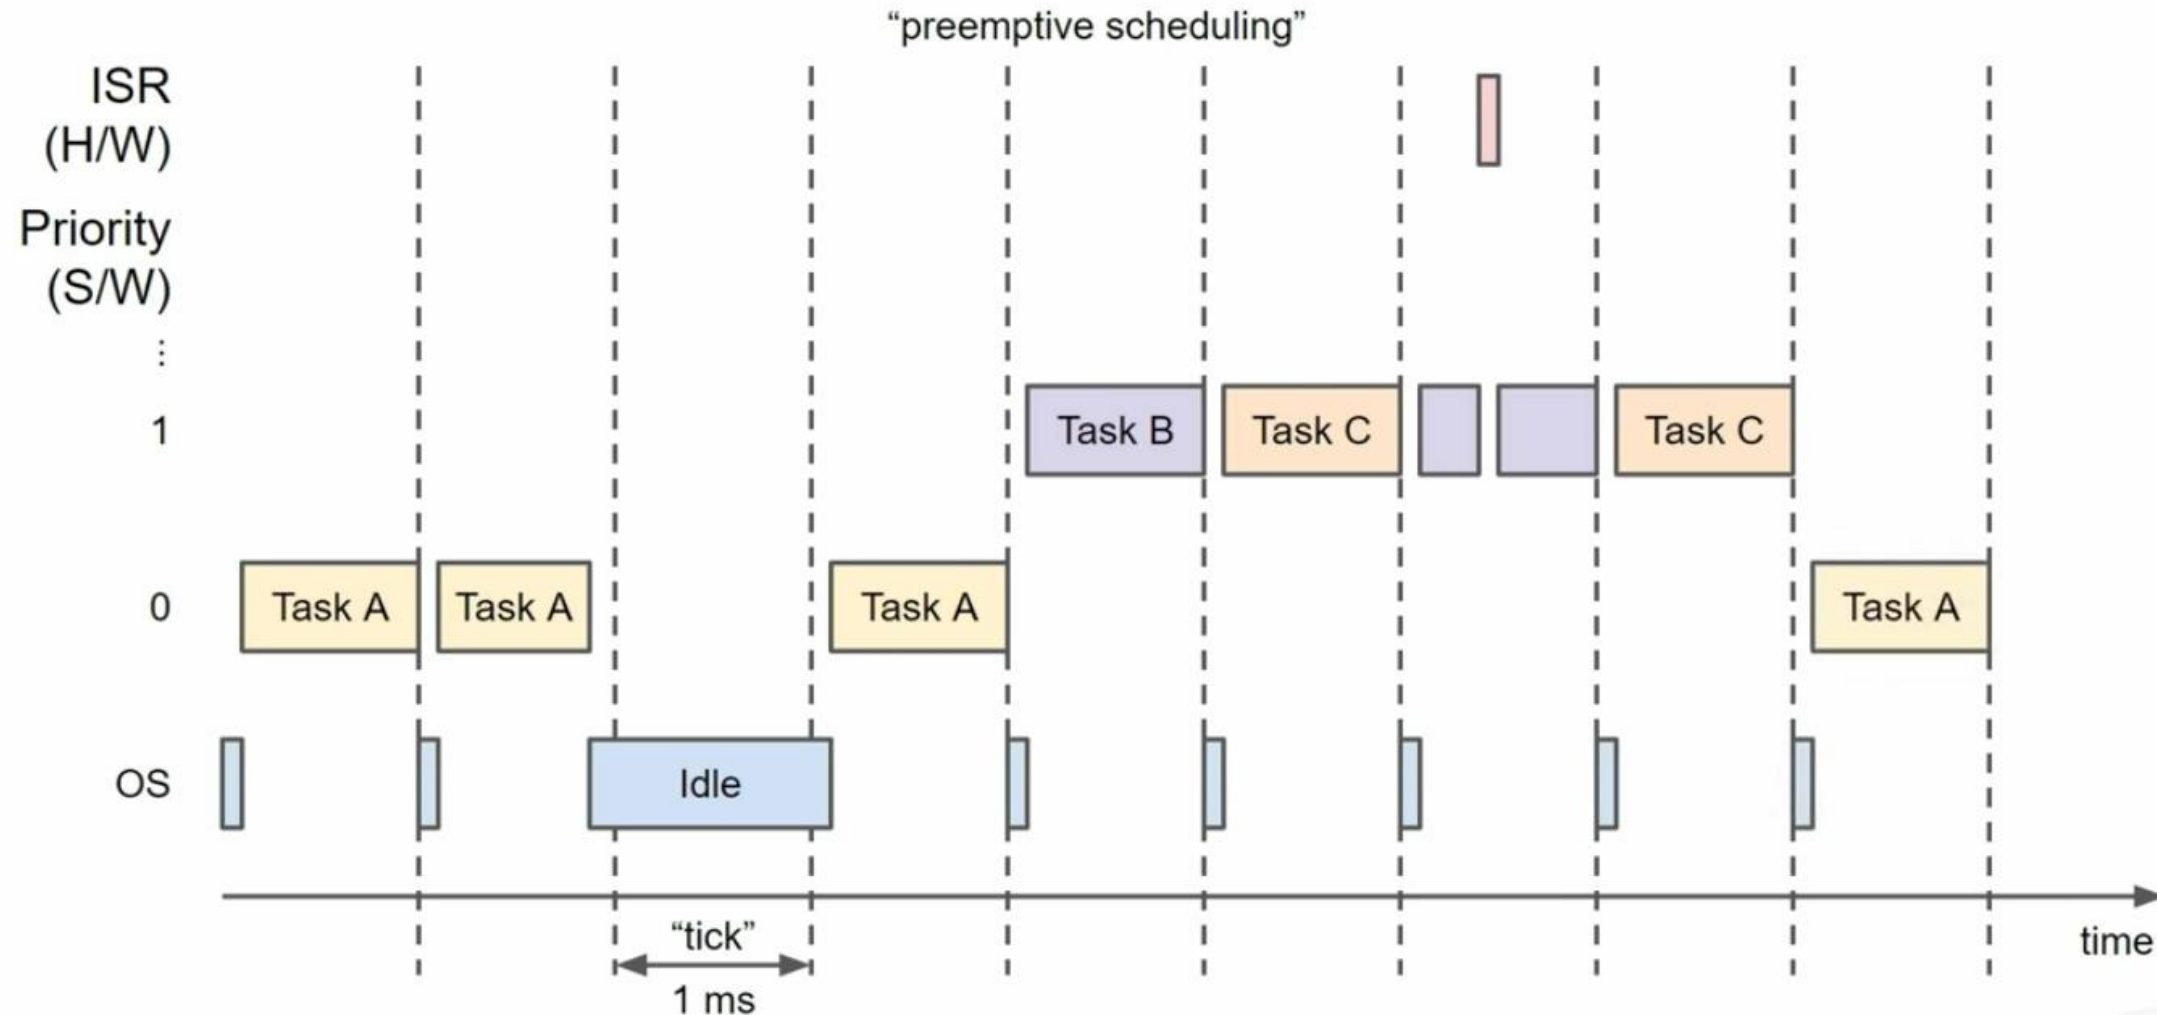 “preemptive scheduling”
ISR
(H/W)
Priority
(S/W)
⋮
1
Task B
Task C
Task C
0
Task A
Task A
Task A
Task A
OS
Idle
“tick”
1 ms
time